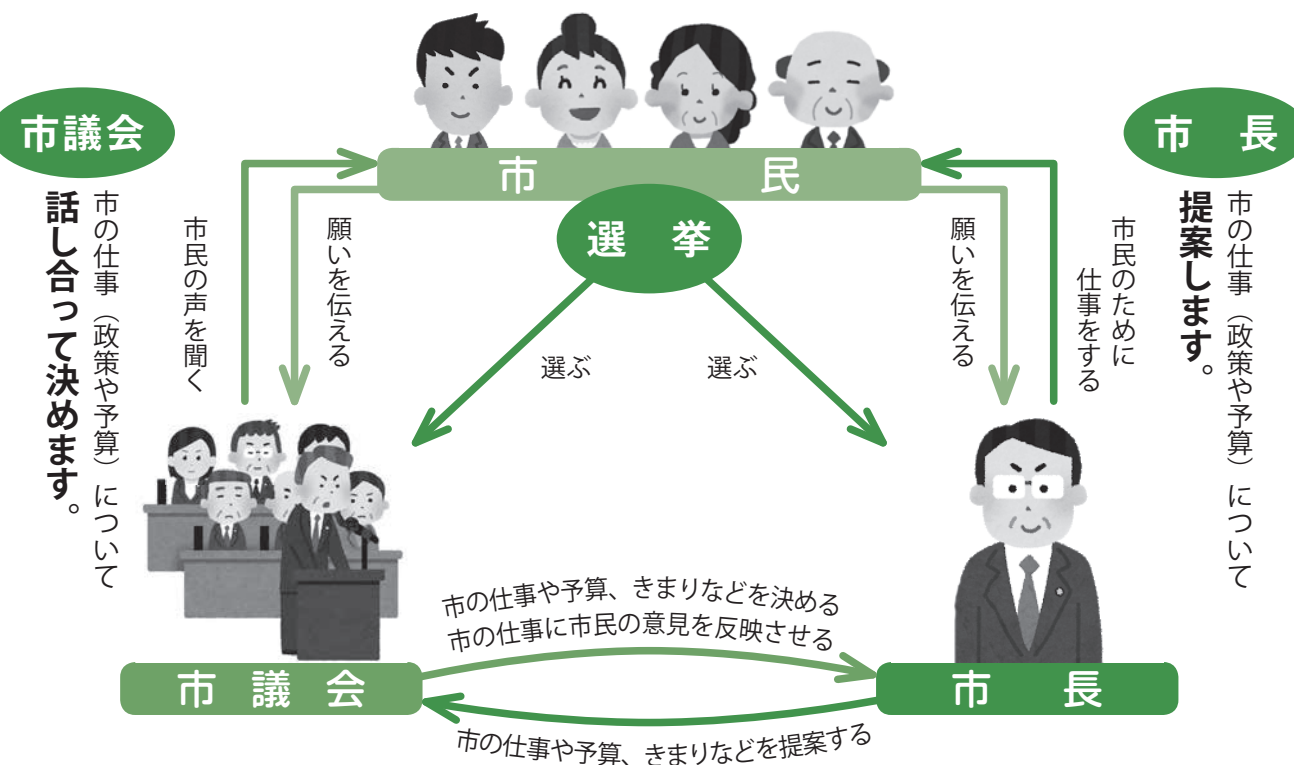 市民
選挙
市議会
市の仕事（政策や予算）について
話し合って決めます。
市長
市の仕事（政策や予算）について
提案します。
市民の声を聞く
願いを伝える
選ぶ
選ぶ
願いを伝える
市民のために
仕事をする
市の仕事や予算、きまりなどを決める
市の仕事に市民の意見を反映させる
市議会
市長
市の仕事や予算、きまりなどを提案する